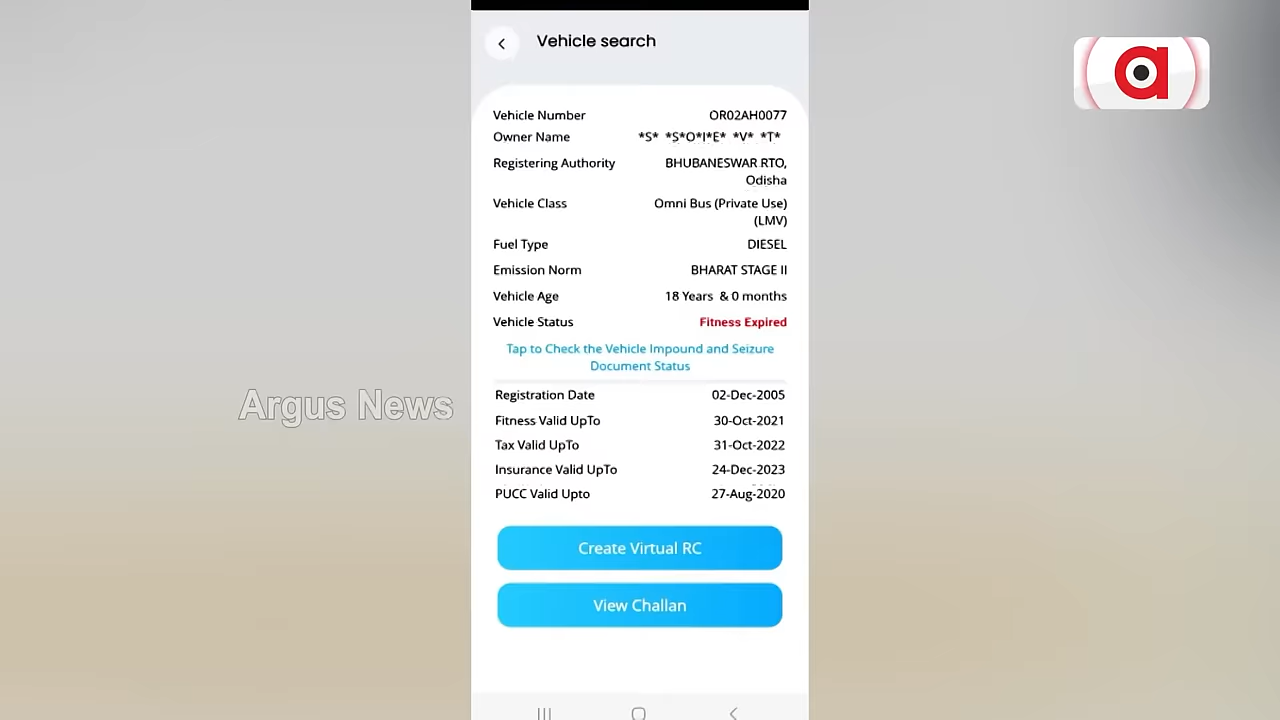 Vehicle search
Vehicle Number OR02AH0077
Owner Name *S* *S*O*I*E* *V* *T*
Registering Authority BHUBANESWAR RTO,
Odisha
Vehicle Class Omni Bus (Private Use)
(LMV)
Fuel Type DIESEL
Emission Norm BHARAT STAGE II
Vehicle Age 18 Years & 0 months
Vehicle Status Fitness Expired
Tap to Check the Vehicle Impound and Seizure
Document Status
Registration Date 02-Dec-2005
Fitness Valid UpTo 30-Oct-2021
Tax Valid UpTo 31-Oct-2022
Insurance Valid UpTo 24-Dec-2023
PUCC Valid Upto 27-Aug-2020
Create Virtual RC
View Challan
Argus News
a